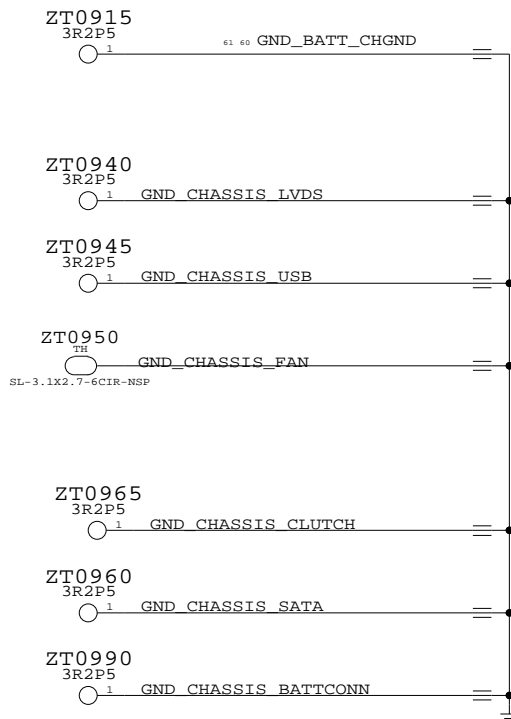 ZT0915
3R2P5
1
61 60 GND_BATT_CHGND
ZT0940
3R2P5
1 GND_CHASSIS_LVDS
ZT0945
3R2P5
1 GND_CHASSIS_USB
ZT0950
TH
GND_CHASSIS_FAN
SL-3.1X2.7-6CIR-NSP
ZT0965
3R2P5
1 GND_CHASSIS_CLUTCH
ZT0960
3R2P5
1 GND_CHASSIS_SATA
ZT0990
3R2P5
1 GND_CHASSIS_BATTCONN